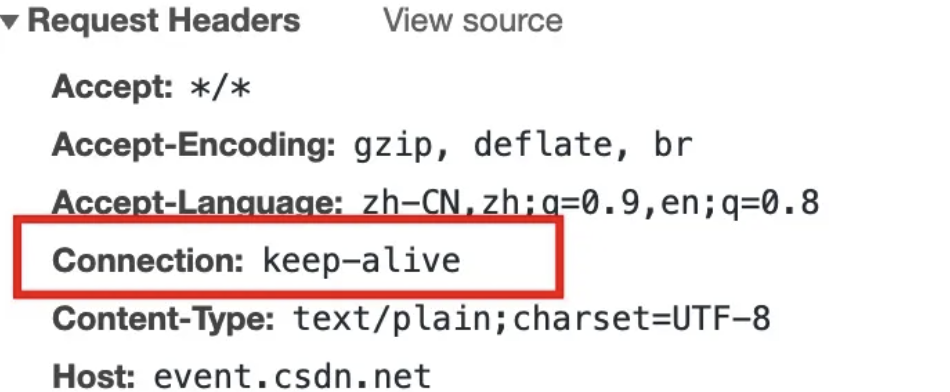 ▼ Request Headers View source
Accept: */*
Accept-Encoding: gzip, deflate, br
Accept-Language: zh-CN,zh;q=0.9,en;q=0.8
Connection: keep-alive
Content-Type: text/plain;charset=UTF-8
Host: event.csdn.net